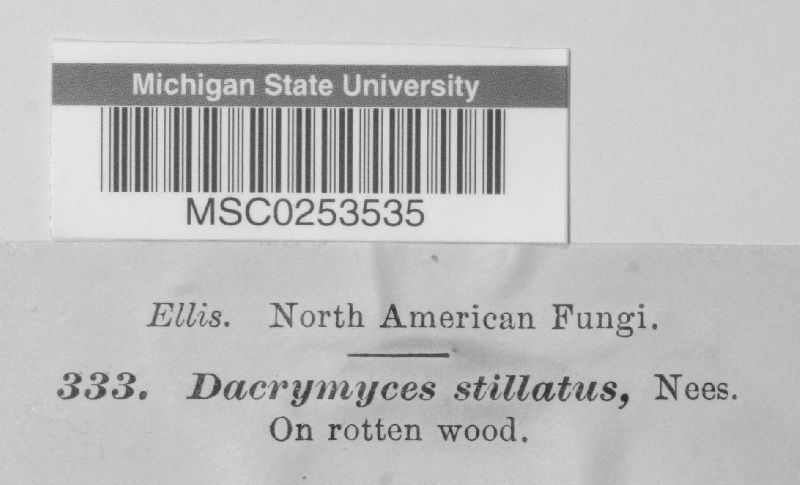 Michigan State University
MSC0253535
Ellis. North American Fungi.
333. Dacrymyces stillatus, Nees.
On rotten wood.